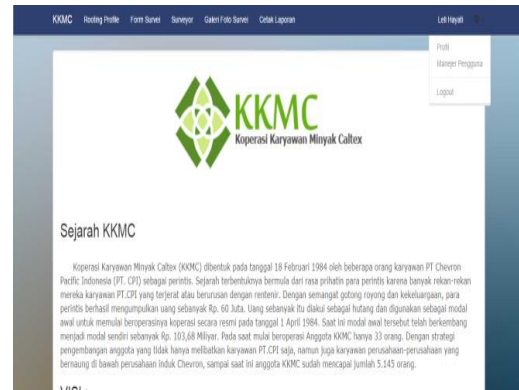 KKMC Rooting Profile Form Survei Surveyor Galeri Foto Survei Cetak Laporan Leli Hayati
Profil
Manejer Pengguna
Logout
KKMC
Koperasi Karyawan Minyak Caltex
Sejarah KKMC
Koperasi Karyawan Minyak Caltex (KKMC) dibentuk pada tanggal 18 Februari 1984 oleh beberapa orang karyawan PT Chevron
Pacific Indonesia (PT. CPI) sebagai perintis. Sejarah terbentuknya bermula dari rasa prihatin para perintis karena banyak rekan-rekan
mereka karyawan PT.CPI yang terjerat atau berurusan dengan rentenir. Dengan semangat gotong royong dan kekeluargaan, para
perintis berhasil mengumpulkan uang sebanyak Rp. 60 Juta. Uang sebanyak itu diakui sebagai hutang dan digunakan sebagai modal
awal untuk memulai beroperasinya koperasi secara resmi pada tanggal 1 April 1984. Saat ini modal awal tersebut telah berkembang
menjadi modal sendiri sebanyak Rp. 103,68 Milyar. Pada saat mulai beroperasi Anggota KKMC hanya 33 orang. Dengan strategi
pengembangan anggota yang tidak hanya melibatkan karyawan PT.CPI saja, namun juga karyawan perusahaan-perusahaan yang
bernaung di bawah perusahaan induk Chevron, sampai saat ini anggota KKMC sudah mencapai jumlah 5.145 orang.